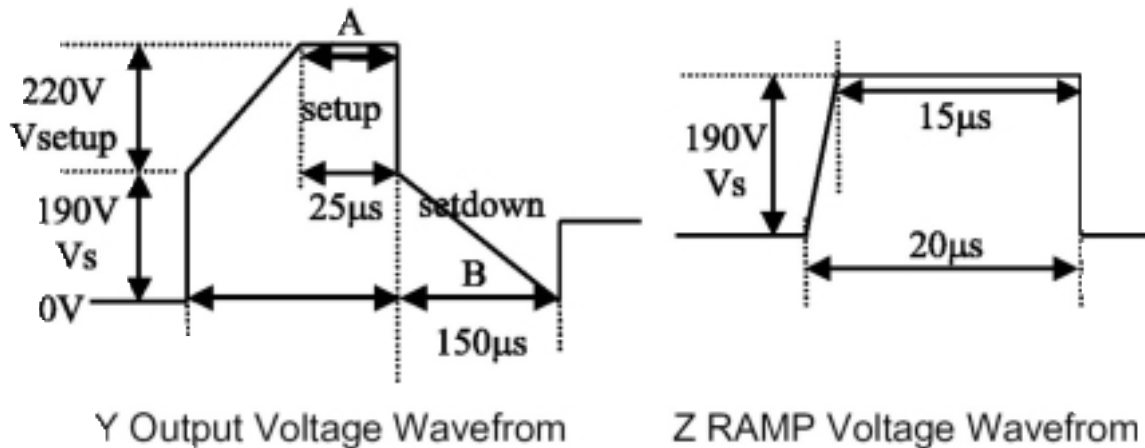 A
220V
Vsetup
setup
25μs
190V
Vs
setdown
0V
B
150μs
Y Output Voltage Wavefrom
15μs
190V
Vs
20μs
Z RAMP Voltage Wavefrom